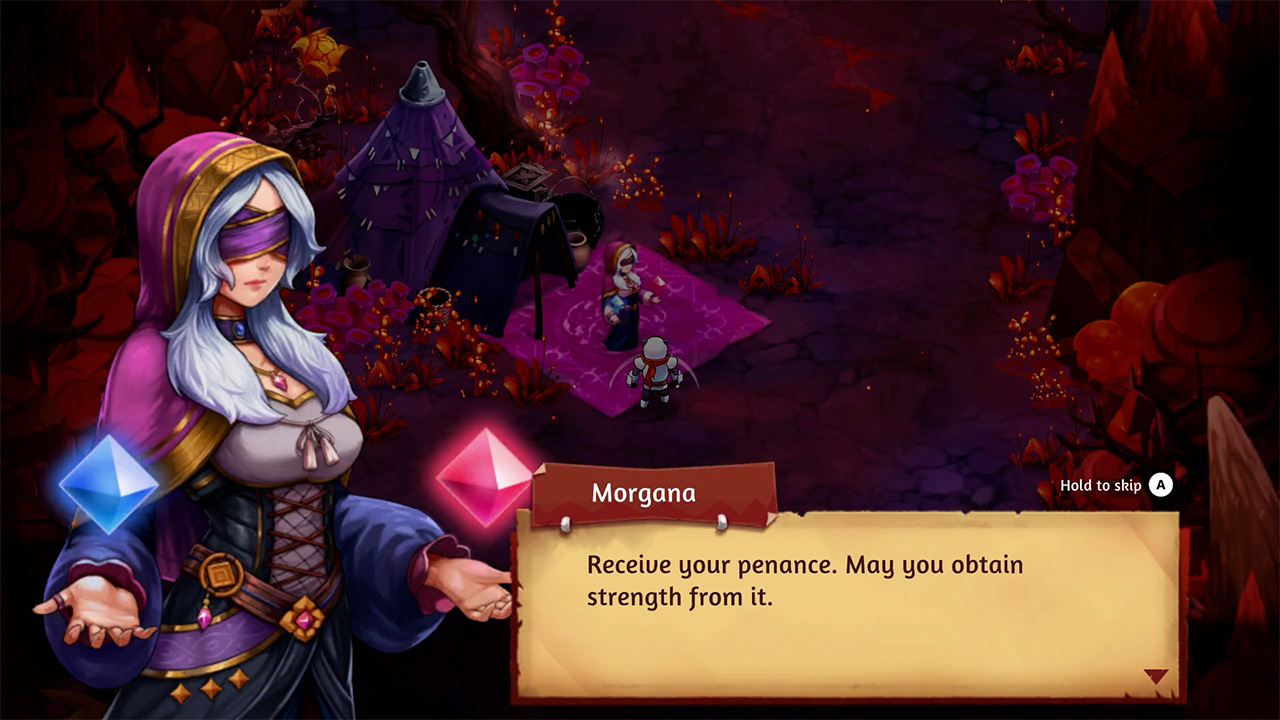 Hold to skip A
Morgana
Receive your penance. May you obtain
strength from it.